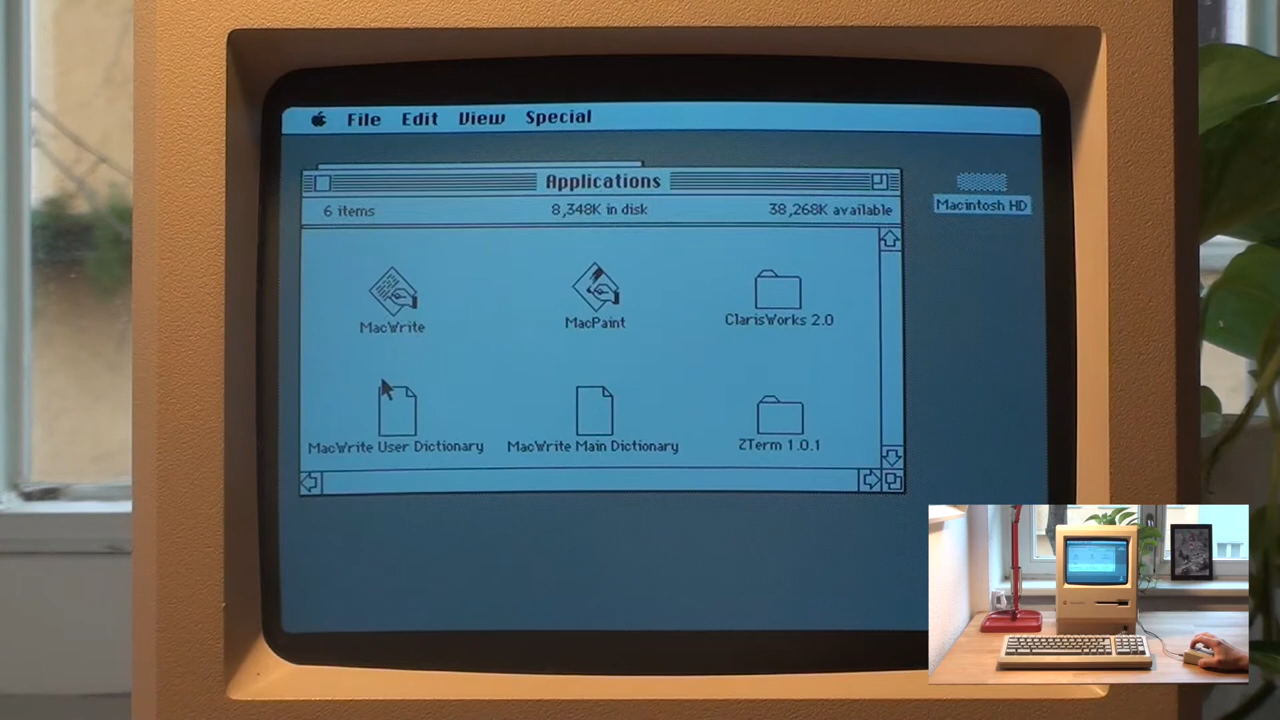 File Edit View Special
Applications
6 items 8,348K in disk 38,268K available
Macintosh HD
MacWrite MacPaint ClarisWorks 2.0
MacWrite User Dictionary MacWrite Main Dictionary ZTerm 1.0.1